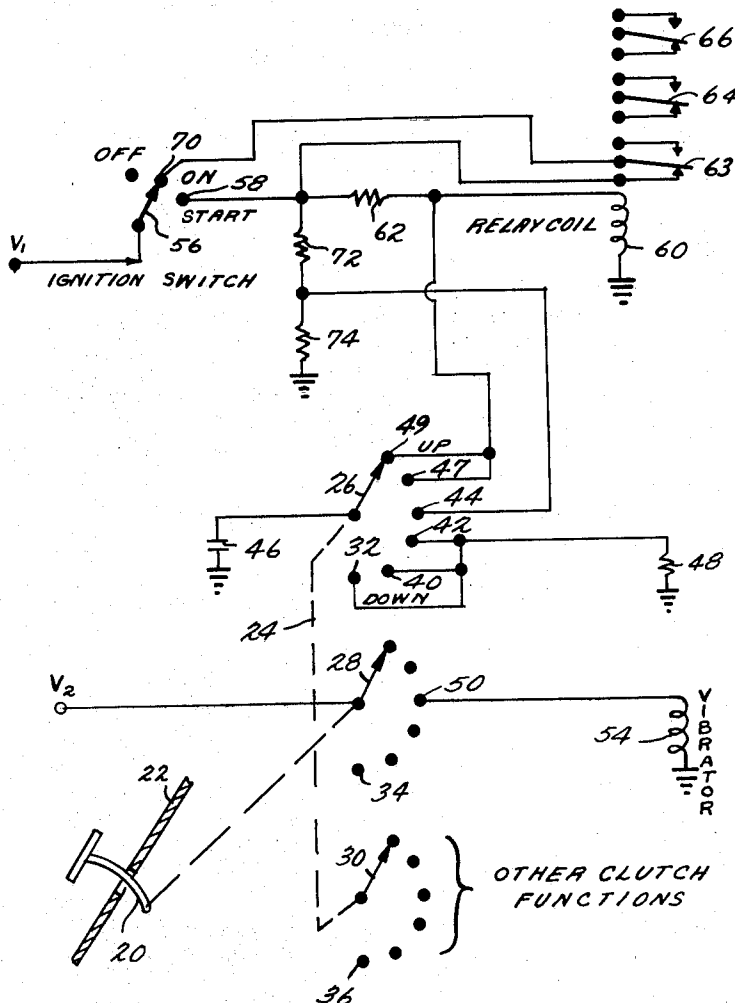 66
64
63
70
OFF
ON
58
START
56
V1
IGNITION SWITCH
62
RELAY COIL
60
72
74
49
UP
47
26
44
42
46
32
40
48
DOWN
24
28
V2
50
54
VIBRATOR
34
22
20
30
OTHER CLUTCH
FUNCTIONS
36